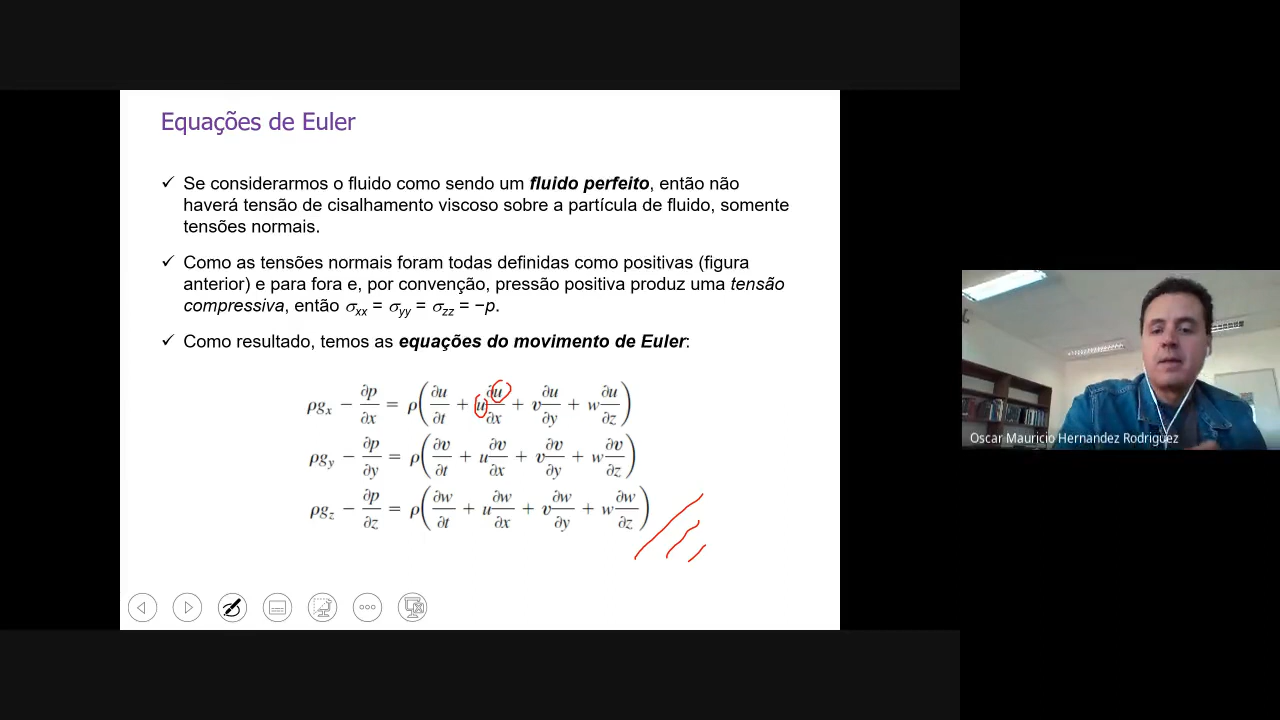 Equações de Euler
✓ Se considerarmos o fluido como sendo um fluido perfeito, então não
haverá tensão de cisalhamento viscoso sobre a partícula de fluido, somente
tensões normais.
✓ Como as tensões normais foram todas definidas como positivas (figura
anterior) e para fora e, por convenção, pressão positiva produz uma tensão
compressiva, então σxx = σyy = σzz = −p.
✓ Como resultado, temos as equações do movimento de Euler:
ρgx − ∂p/∂x = ρ(∂u/∂t + u ∂u/∂x + v ∂u/∂y + w ∂u/∂z)
ρgy − ∂p/∂y = ρ(∂v/∂t + u ∂v/∂x + v ∂v/∂y + w ∂v/∂z)
ρgz − ∂p/∂z = ρ(∂w/∂t + u ∂w/∂x + v ∂w/∂y + w ∂w/∂z)
Oscar Mauricio Hernandez Rodriguez